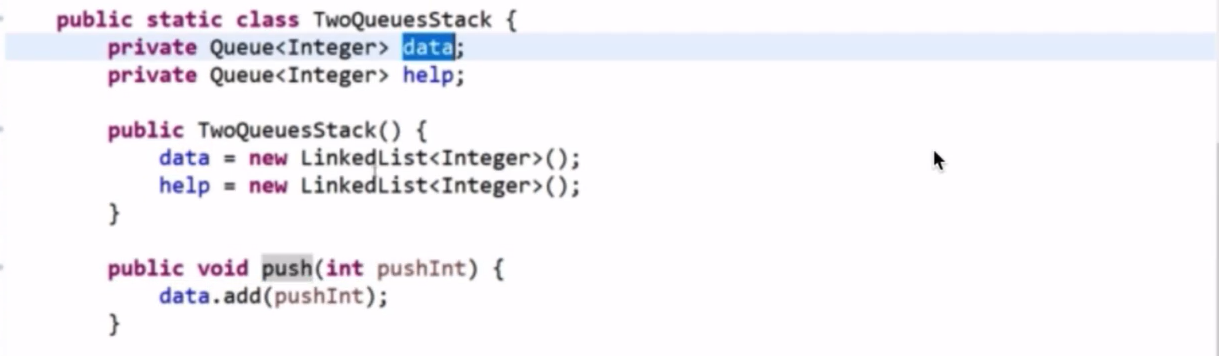 public static class TwoQueuesStack {
private Queue<Integer> data;
private Queue<Integer> help;
public TwoQueuesStack() {
data = new LinkedList<Integer>();
help = new LinkedList<Integer>();
}
public void push(int pushInt) {
data.add(pushInt);
}